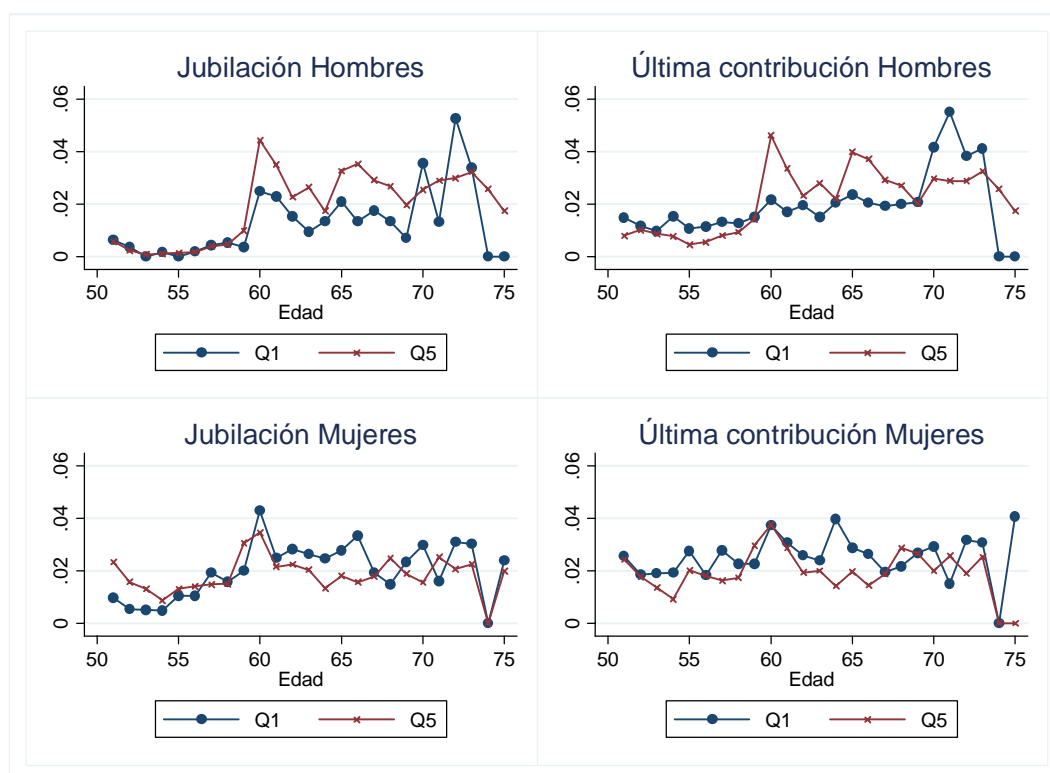 Jubilación Hombres
.06
.04
.02
0
50 55 60 65 70 75
Edad
Q1 Q5
Última contribución Hombres
.06
.04
.02
0
50 55 60 65 70 75
Edad
Q1 Q5
Jubilación Mujeres
.06
.04
.02
0
50 55 60 65 70 75
Edad
Q1 Q5
Última contribución Mujeres
.06
.04
.02
0
50 55 60 65 70 75
Edad
Q1 Q5